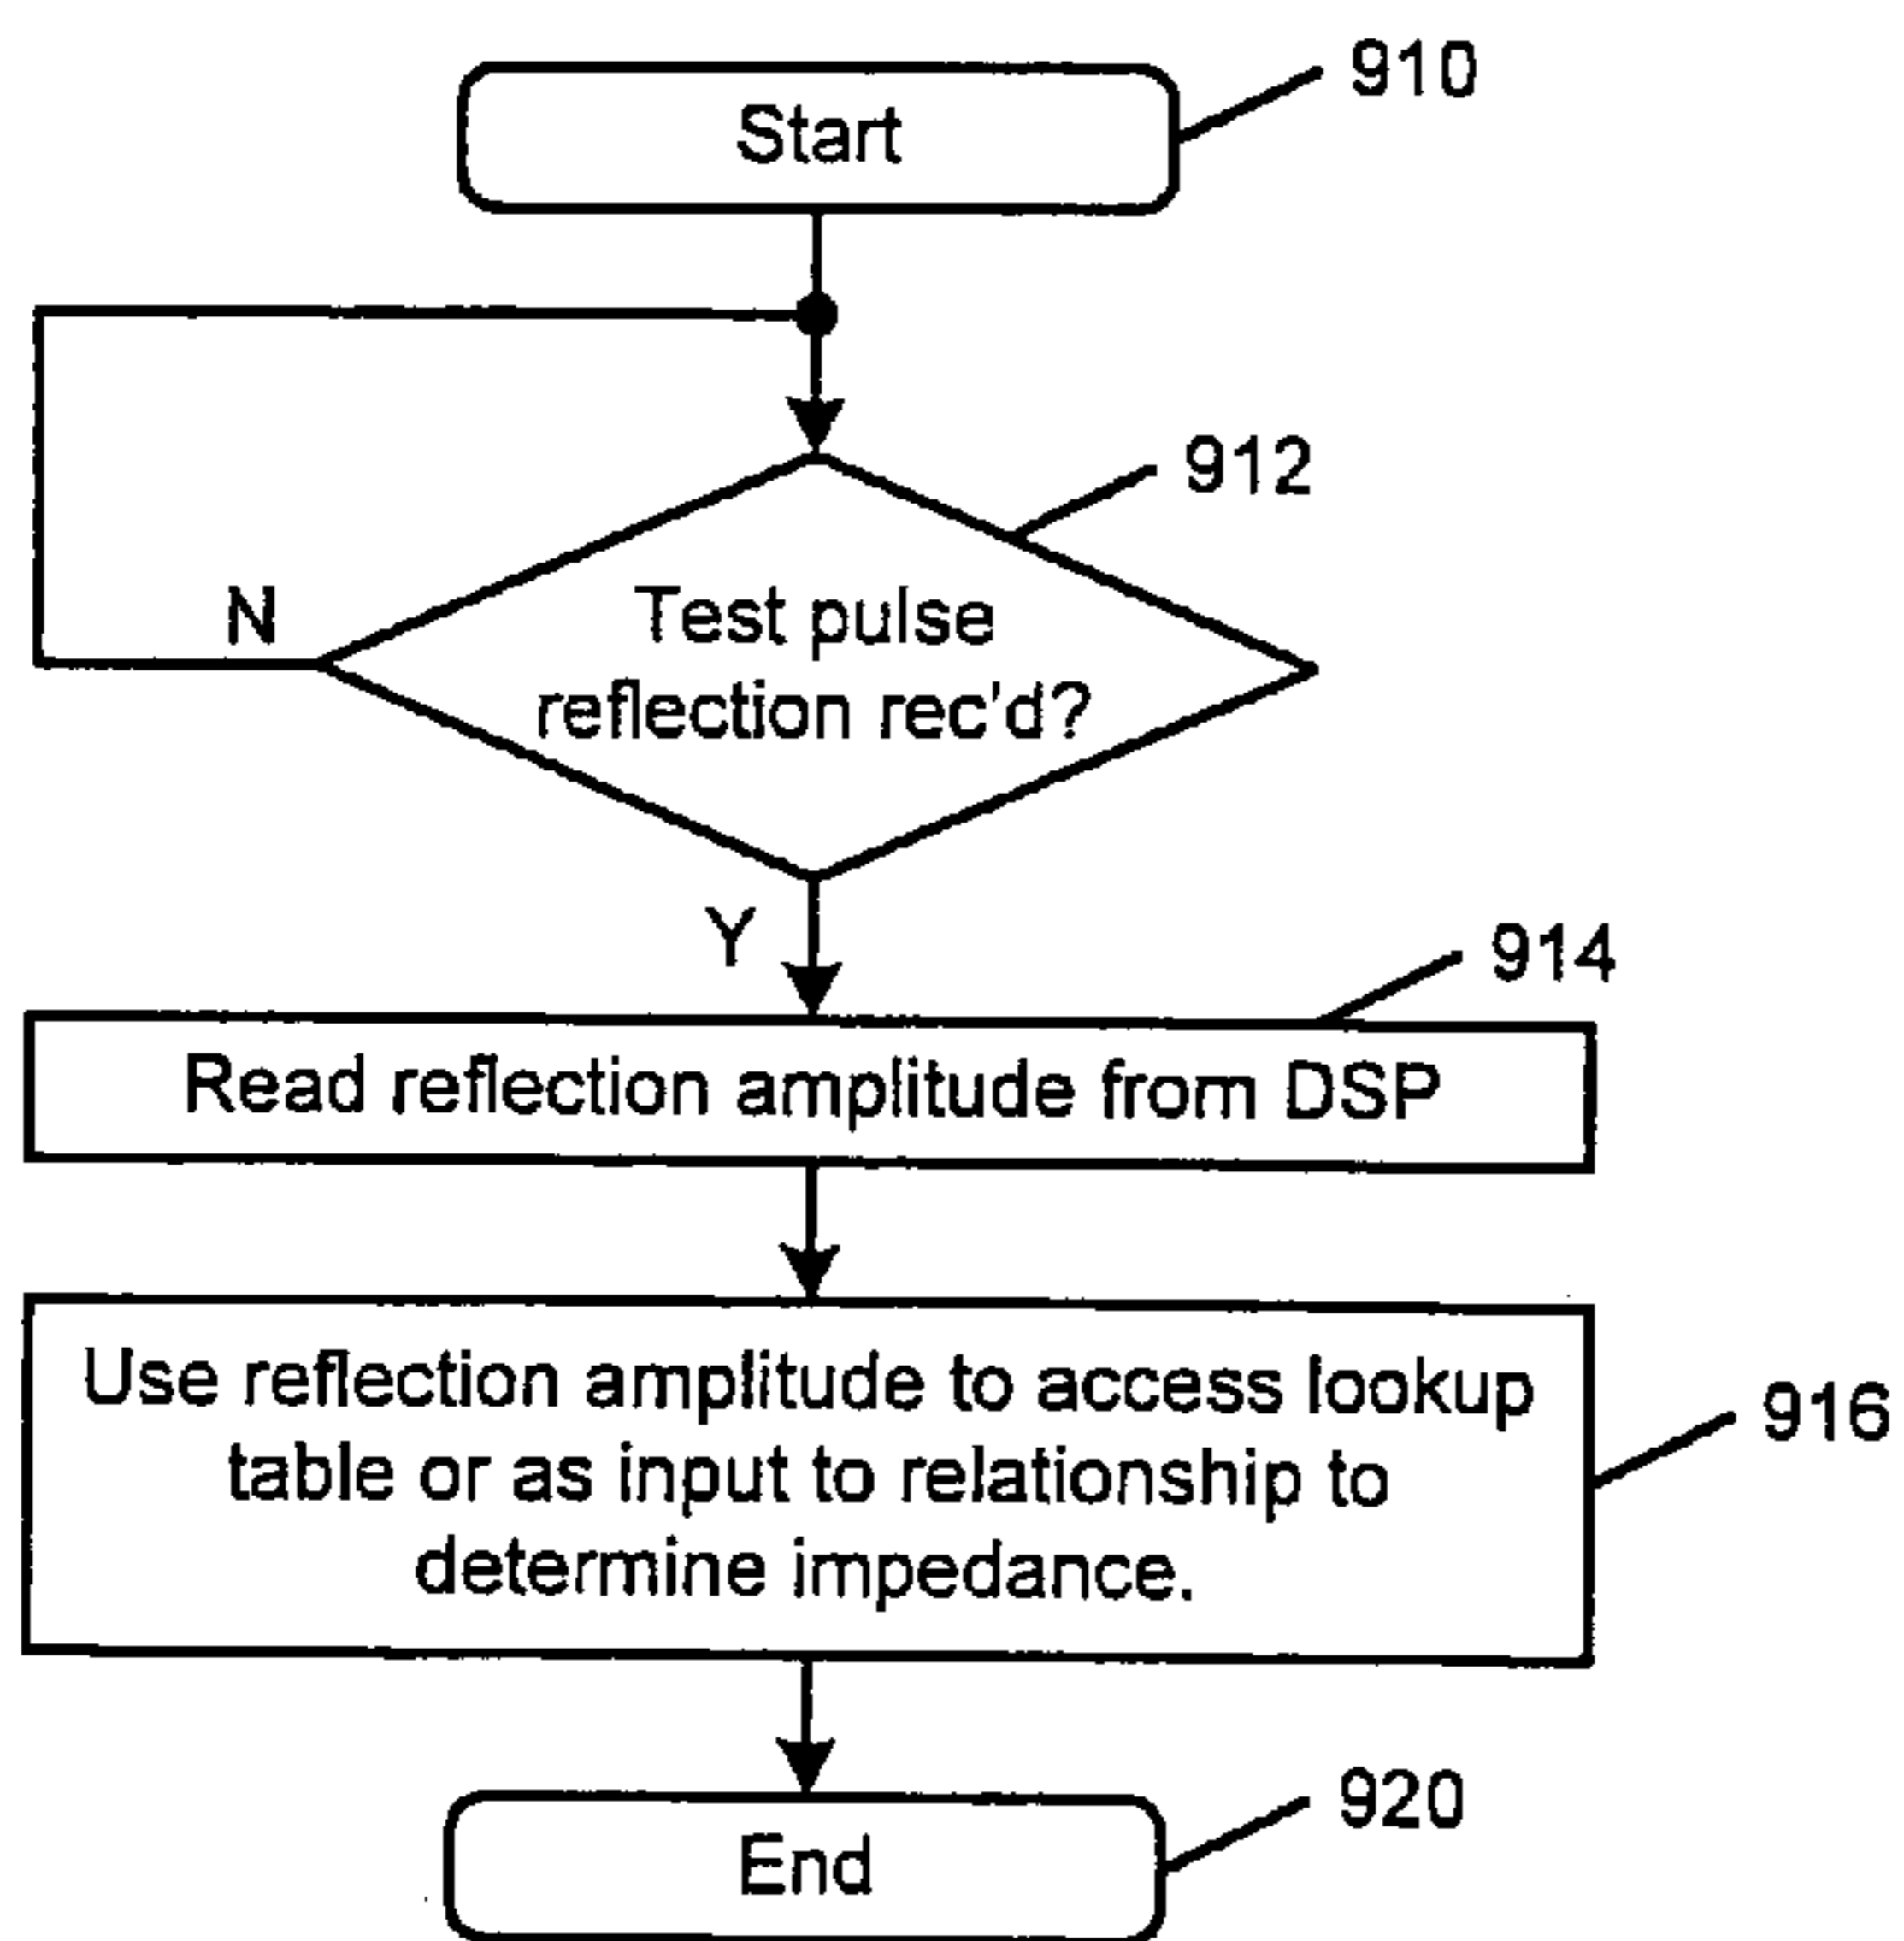 910
Start
912
Test pulse
reflection rec'd?
N
Y
914
Read reflection amplitude from DSP
Use reflection amplitude to access lookup
table or as input to relationship to
determine impedance.
916
920
End